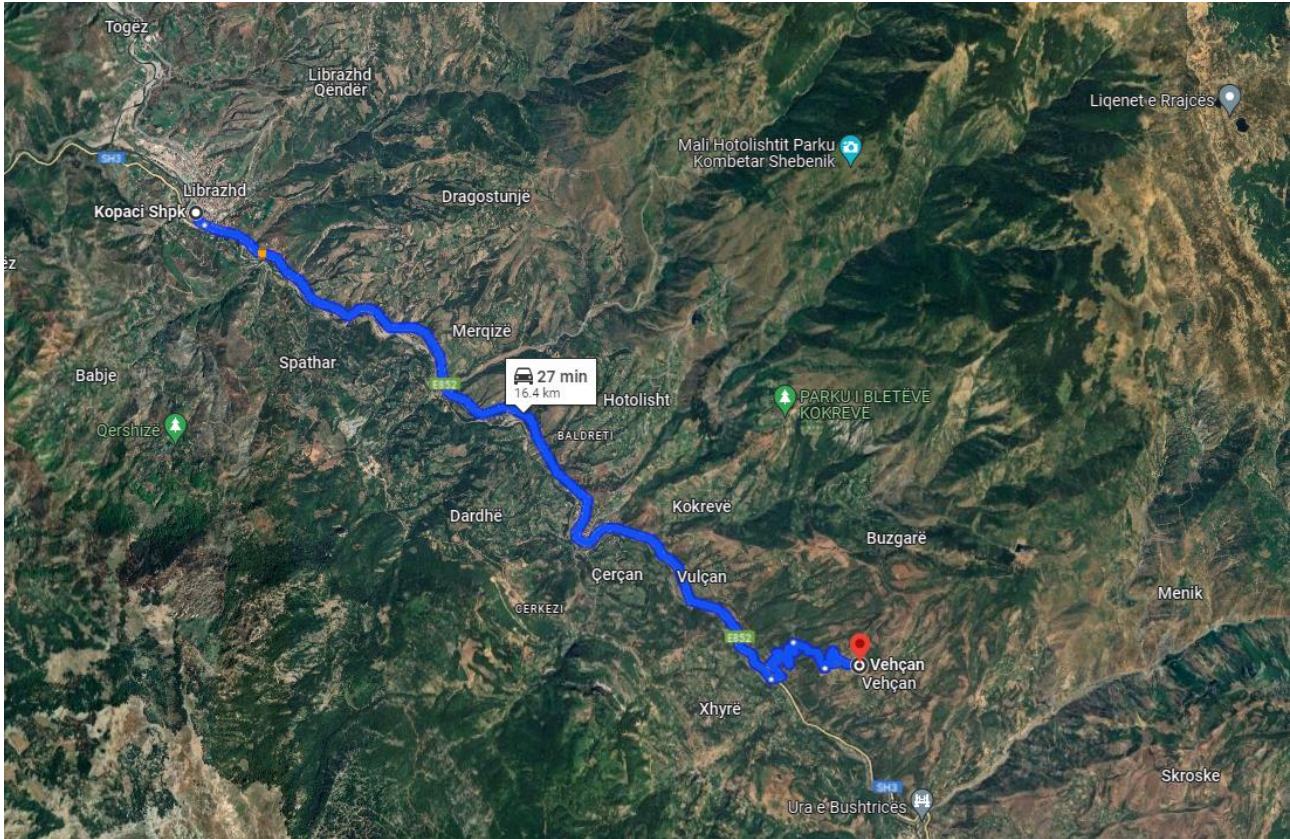 Togëz
Librazhd
Qëndër
Liqenet e Rrajcës
SH3
Mali Hotolishtit Parku
Kombetar Shebenik
Librazhd
Dragostunjë
Kopaci Shpk
Merqizë
Spathar
27 min
16.4 km
Babje
E852
Hotolisht
PARKU I BLETËVE
KOKREVË
Qershizë
BALDRETI
Kokrevë
Dardhë
Buzgarë
Çerçan
Vulçan
Menik
CERKEZI
E852
Vehçan
Vehçan
Xhyrë
Skroske
SH3
Ura e Bushtricës